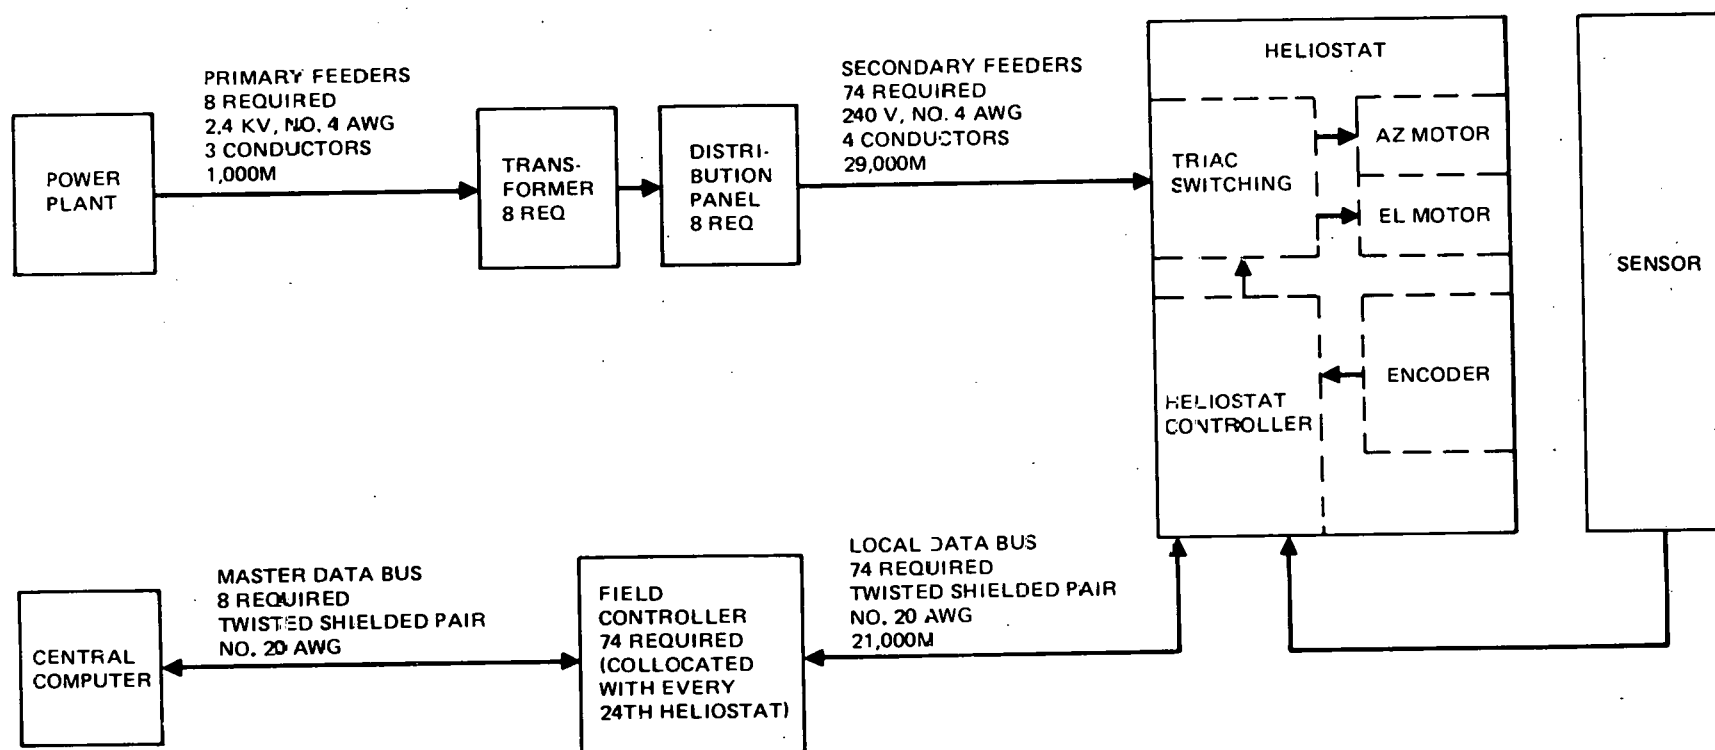 POWER
PLANT
PRIMARY FEEDERS
8 REQUIRED
2.4 KV, NO. 4 AWG
3 CONDUCTORS
1,000M
TRANS-
FORMER
8 REQ
DISTRI-
BUTION
PANEL
8 REQ
SECONDARY FEEDERS
74 REQUIRED
240 V, NO. 4 AWG
4 CONDUCTORS
29,000M
HELIOSTAT
TRIAC
SWITCHING
AZ MOTOR
EL MOTOR
HELIOSTAT
CONTROLLER
ENCODER
SENSOR
CENTRAL
COMPUTER
MASTER DATA BUS
8 REQUIRED
TWISTED SHIELDED PAIR
NO. 20 AWG
FIELD
CONTROLLER
74 REQUIRED
(COLLOCATED
WITH EVERY
24TH HELIOSTAT)
LOCAL DATA BUS
74 REQUIRED
TWISTED SHIELDED PAIR
NO. 20 AWG
21,000M